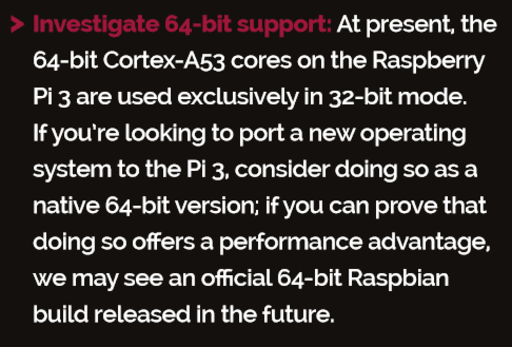 > Investigate 64-bit support: At present, the
64-bit Cortex-A53 cores on the Raspberry
Pi 3 are used exclusively in 32-bit mode.
If you're looking to port a new operating
system to the Pi 3, consider doing so as a
native 64-bit version; if you can prove that
doing so offers a performance advantage,
we may see an official 64-bit Raspbian
build released in the future.